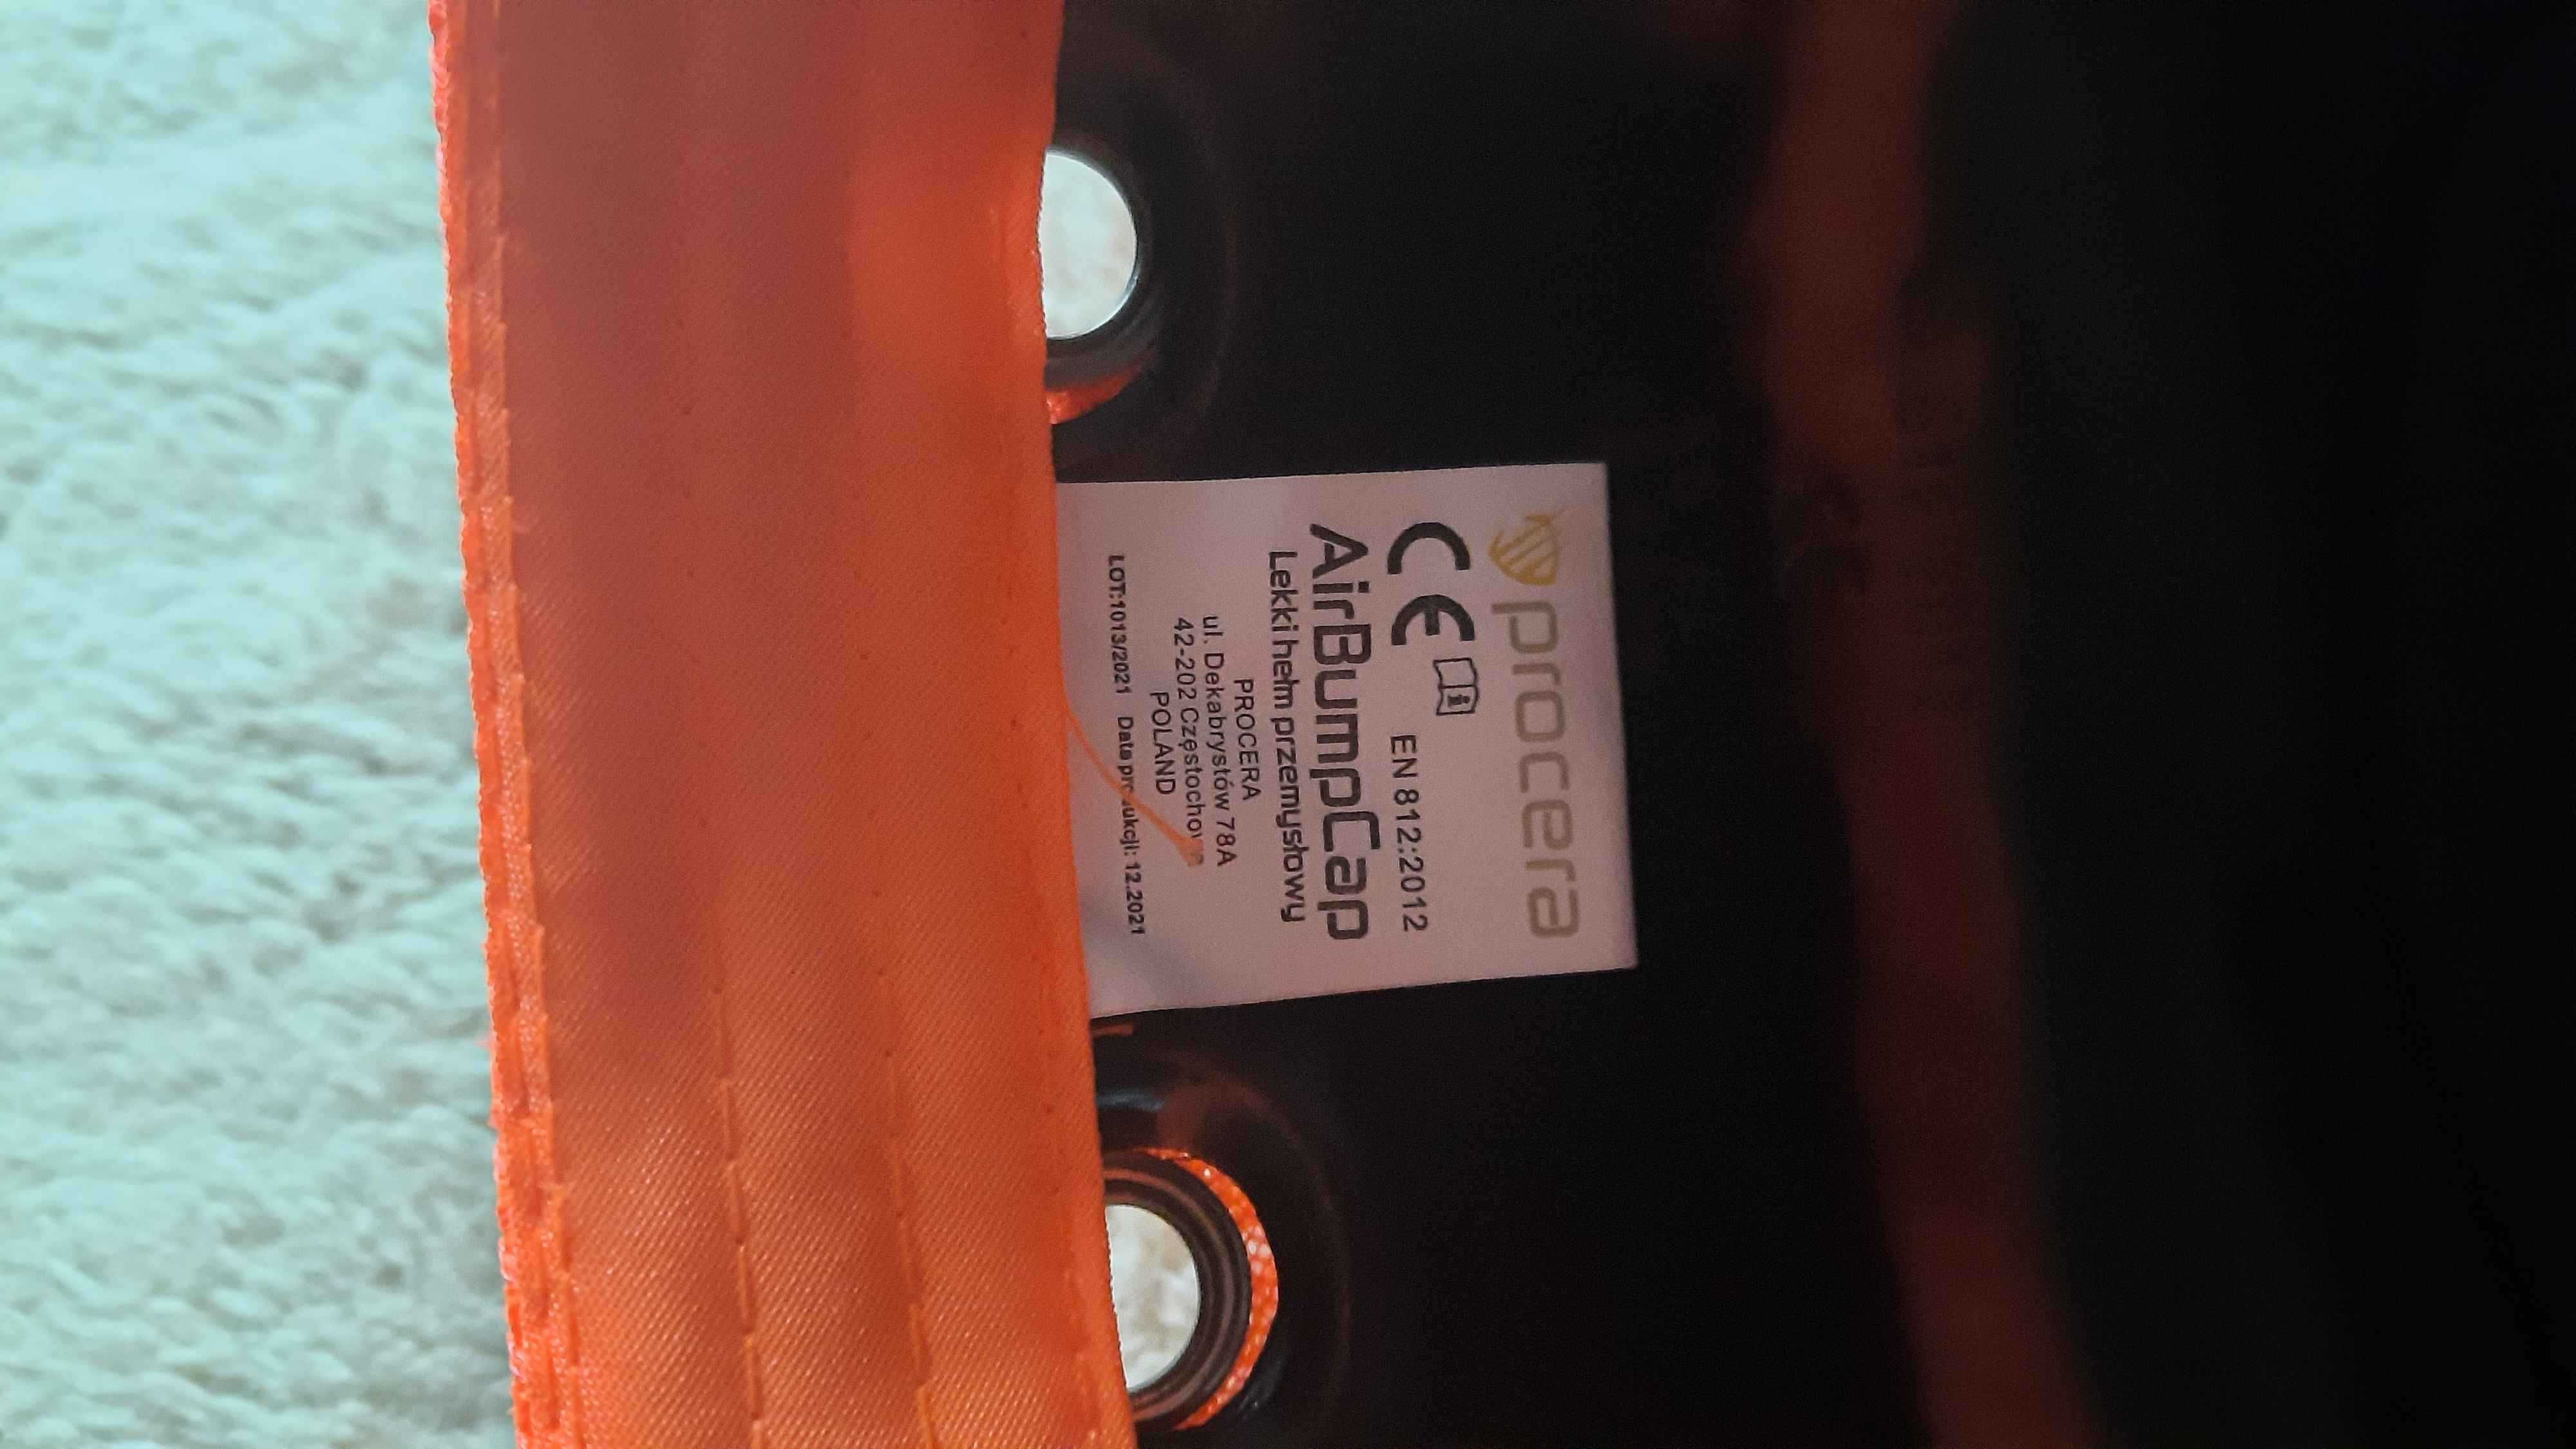 procera
CE EN 812:2012
AirBumpCap
Lekki hełm przemysłowy
PROCERA
ul. Dekabrystów 78A
42-202 Częstochowa
POLAND
LOT:1013/2021 Data produkcji: 12.2021